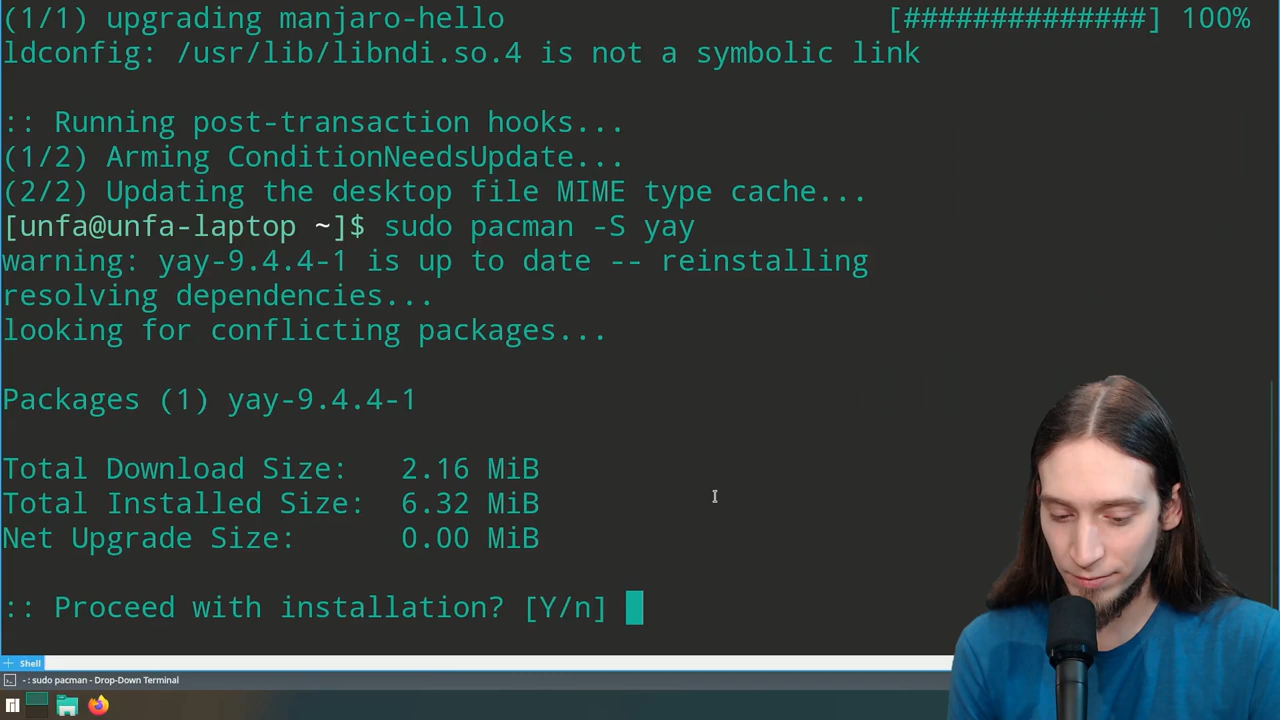 (1/1) upgrading manjaro-hello [##############] 100%
ldconfig: /usr/lib/libndi.so.4 is not a symbolic link
:: Running post-transaction hooks...
(1/2) Arming ConditionNeedsUpdate...
(2/2) Updating the desktop file MIME type cache...
[unfa@unfa-laptop ~]$ sudo pacman -S yay
warning: yay-9.4.4-1 is up to date -- reinstalling
resolving dependencies...
looking for conflicting packages...
Packages (1) yay-9.4.4-1
Total Download Size: 2.16 MiB
Total Installed Size: 6.32 MiB
Net Upgrade Size: 0.00 MiB
:: Proceed with installation? [Y/n]
Shell
~ : sudo pacman - Drop-Down Terminal